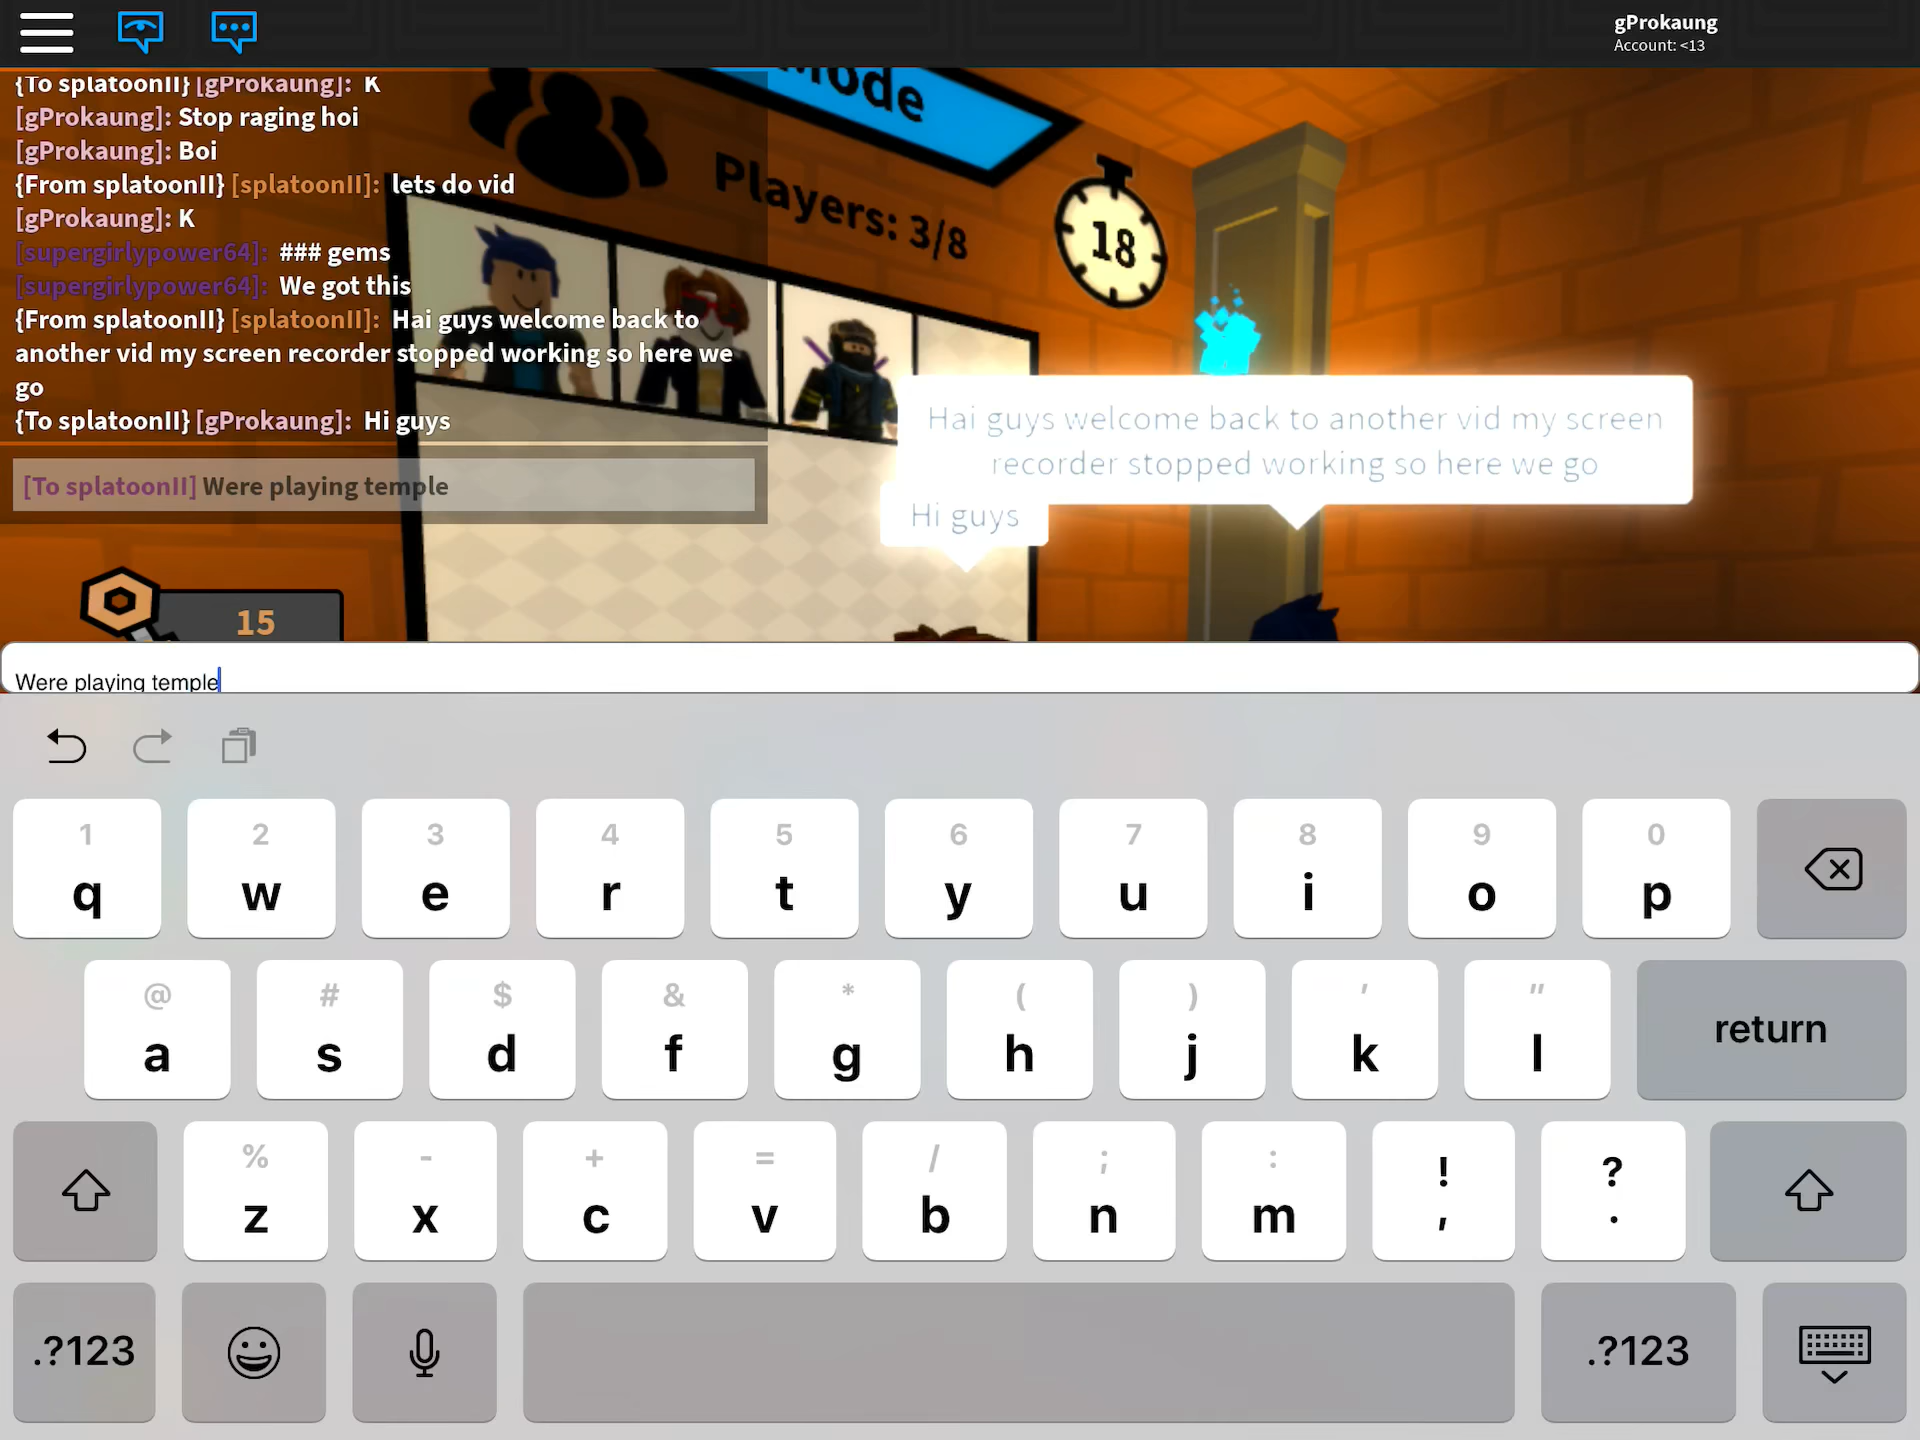 gProkaung
Account: <13
{To splatoonII} [gProkaung]: K
[gProkaung]: Stop raging hoi
[gProkaung]: Boi
{From splatoonII} [splatoonII]: lets do vid
[gProkaung]: K
[supergirlypower64]: ### gems
[supergirlypower64]: We got this
{From splatoonII} [splatoonII]: Hai guys welcome back to
another vid my screen recorder stopped working so here we
go
{To splatoonII} [gProkaung]: Hi guys
[To splatoonII] Were playing temple
Mode
Players: 3/8
18
Hai guys welcome back to another vid my screen
recorder stopped working so here we go
Hi guys
15
Were playing temple
1 2 3 4 5 6 7 8 9 0
q w e r t y u i o p
@ # $ & * ( ) ' "
a s d f g h j k l return
% - + = / ; : ! ?
z x c v b n m , .
.?123 .?123